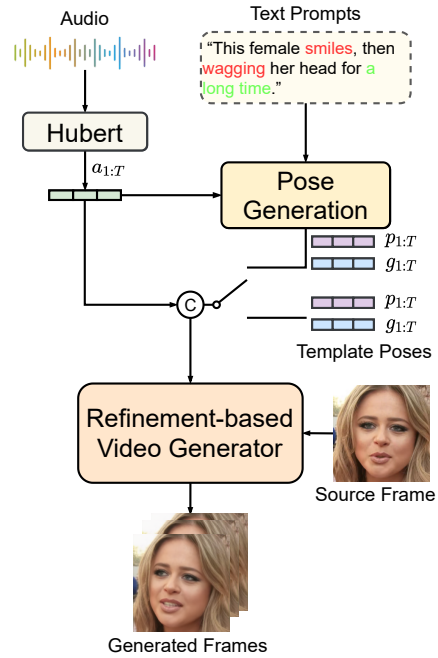 Audio
Text Prompts
“This female smiles, then
wagging her head for a
long time.”
Hubert
a1:T
Pose
Generation
p1:T
g1:T
C
p1:T
g1:T
Template Poses
Refinement-based
Video Generator
Source Frame
Generated Frames